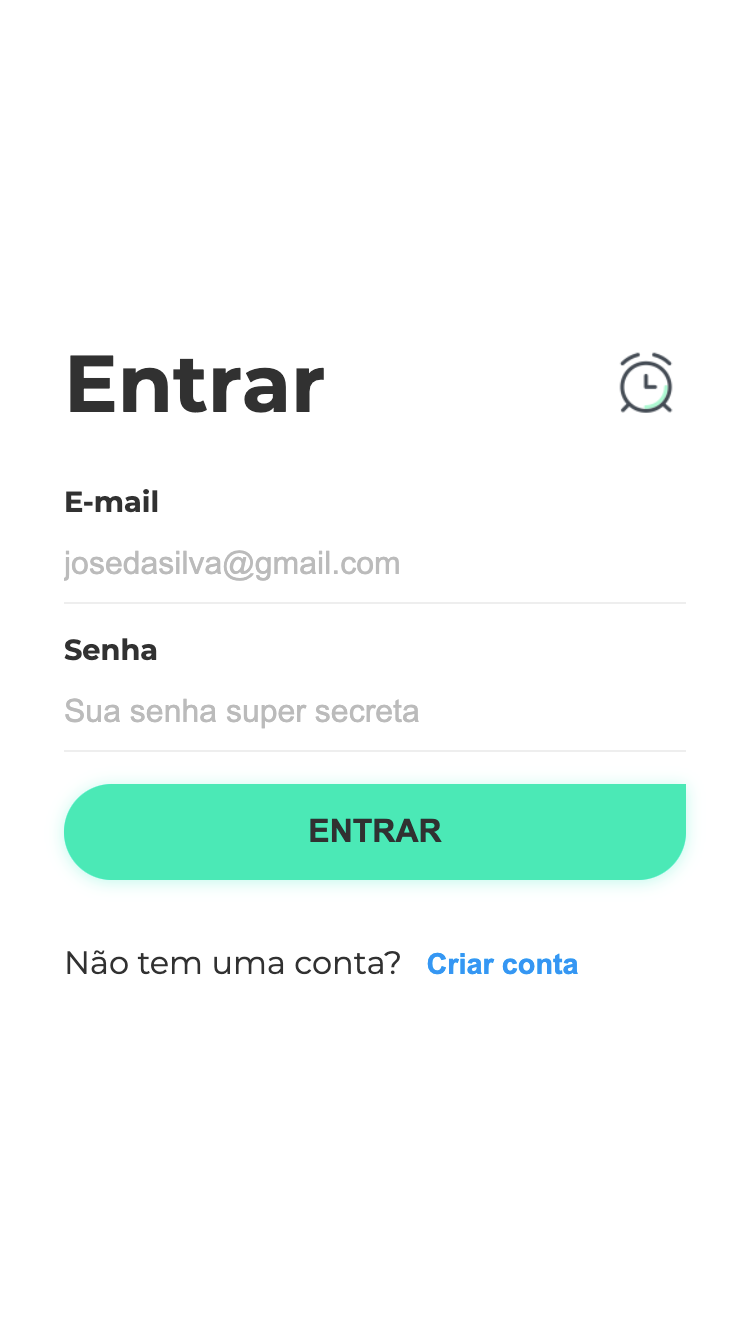 Entrar
E-mail
josedasilva@gmail.com
Senha
Sua senha super secreta
ENTRAR
Não tem uma conta? Criar conta